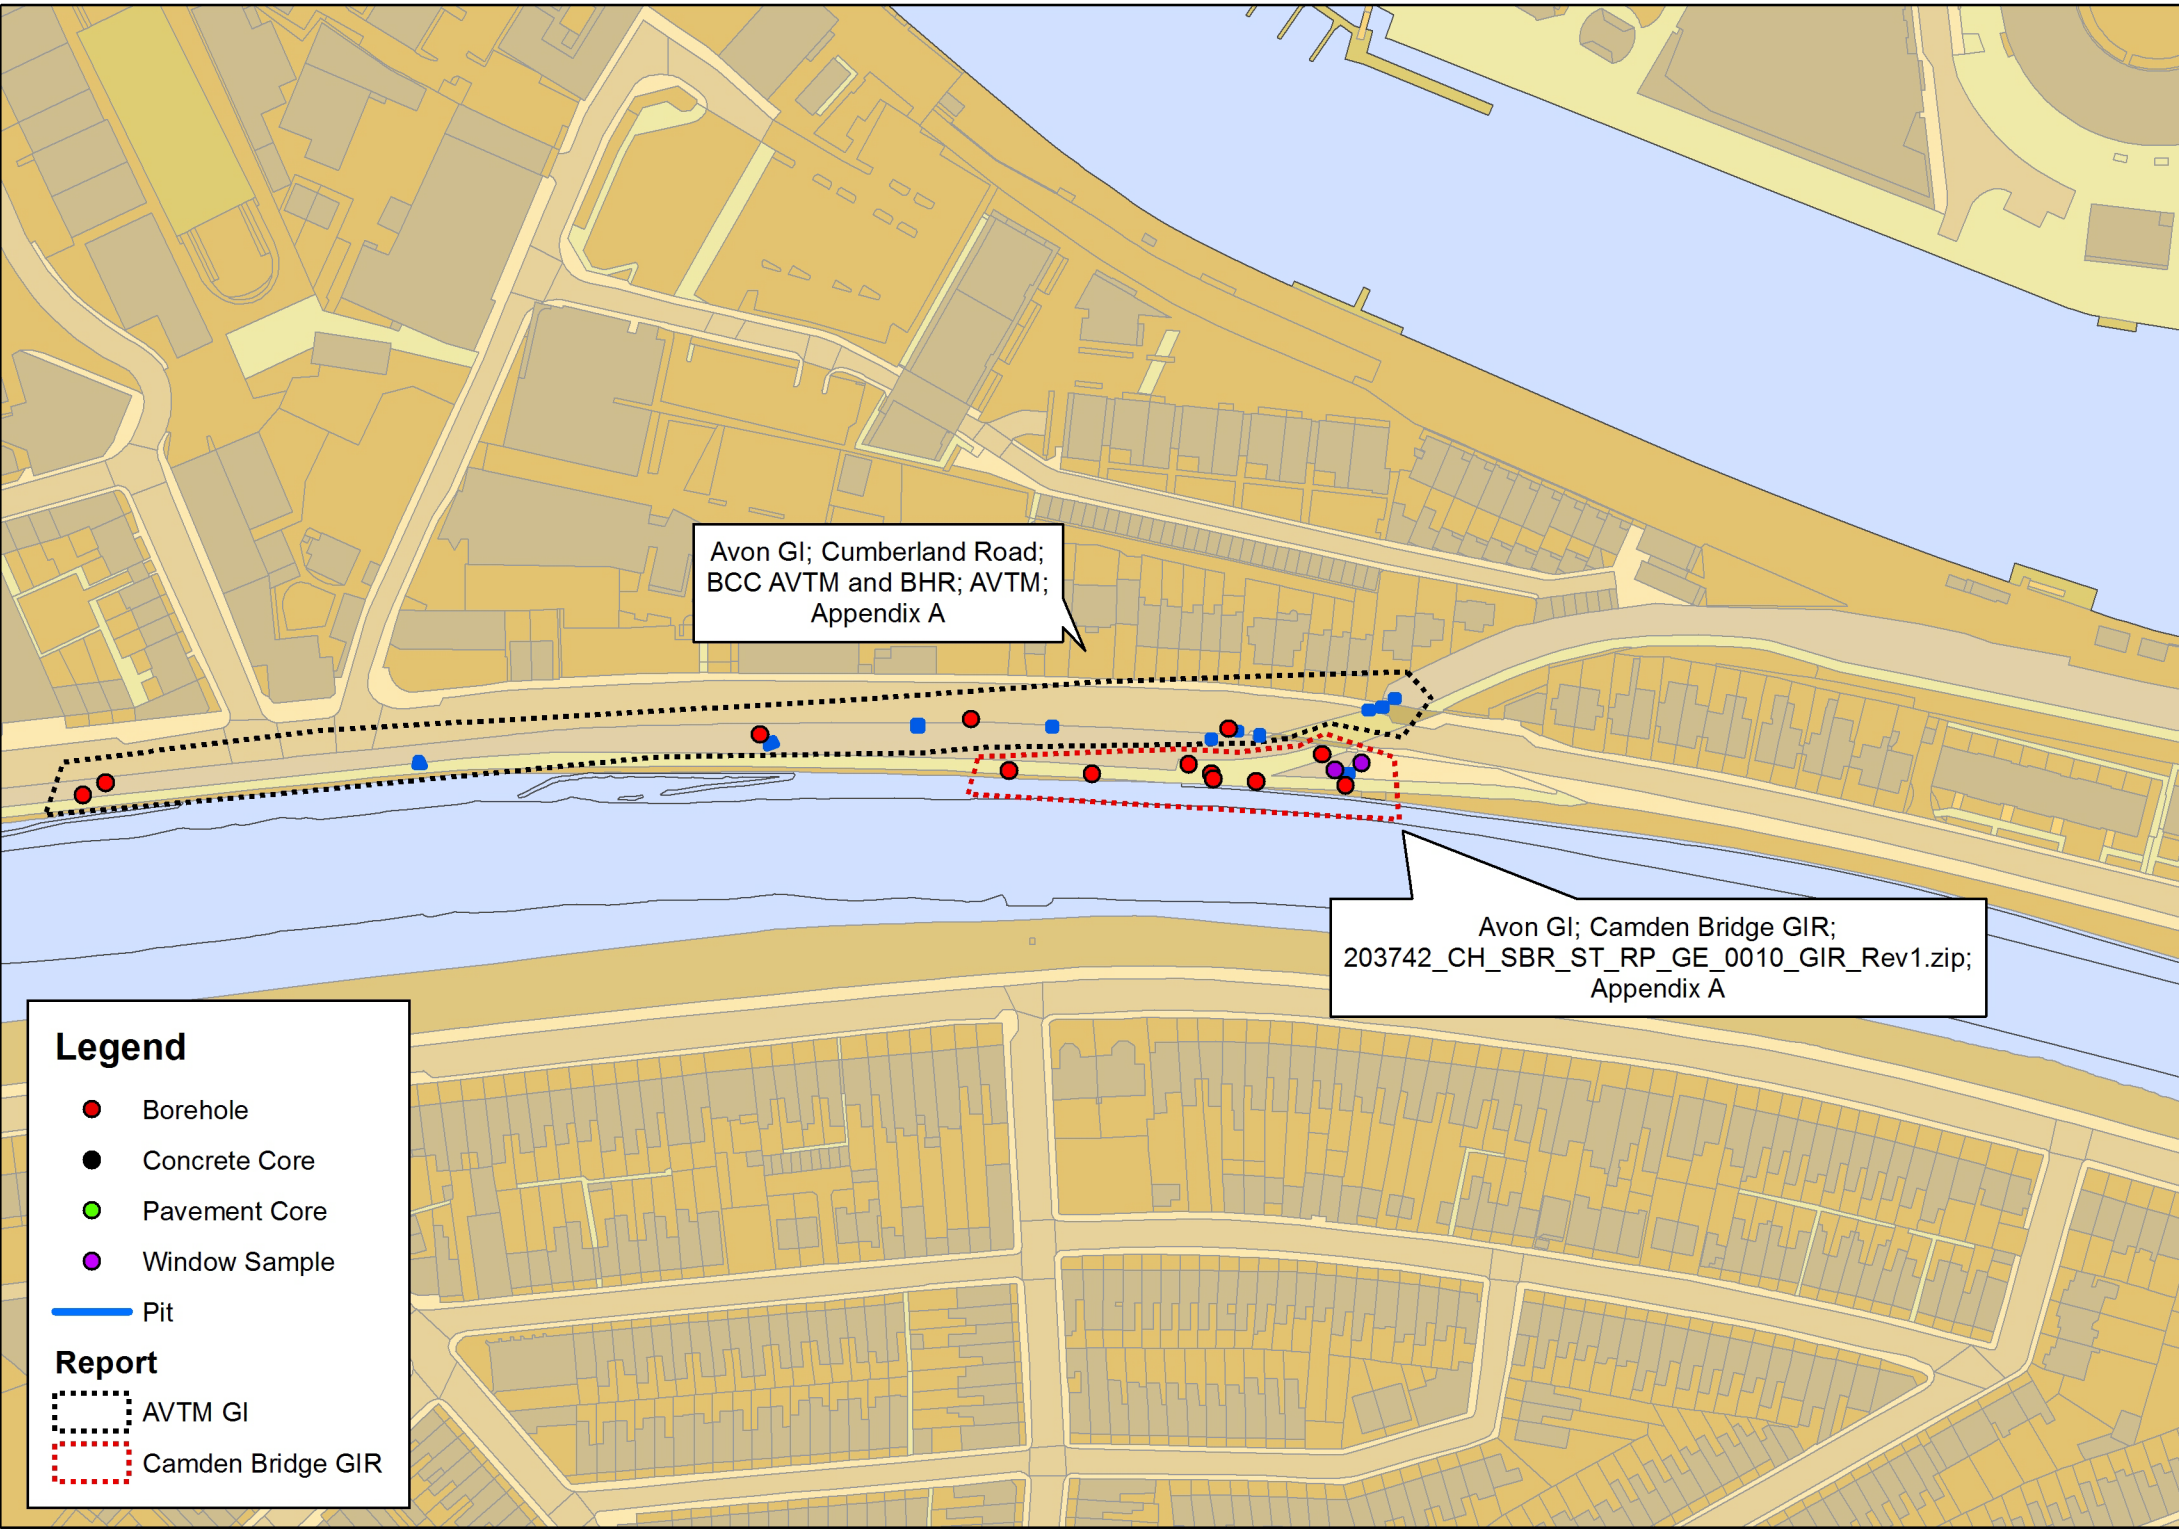 Avon GI; Cumberland Road;
BCC AVTM and BHR; AVTM;
Appendix A
Avon GI; Camden Bridge GIR;
203742_CH_SBR_ST_RP_GE_0010_GIR_Rev1.zip;
Appendix A
Legend
Borehole
Concrete Core
Pavement Core
Window Sample
Pit
Report
AVTM GI
Camden Bridge GIR